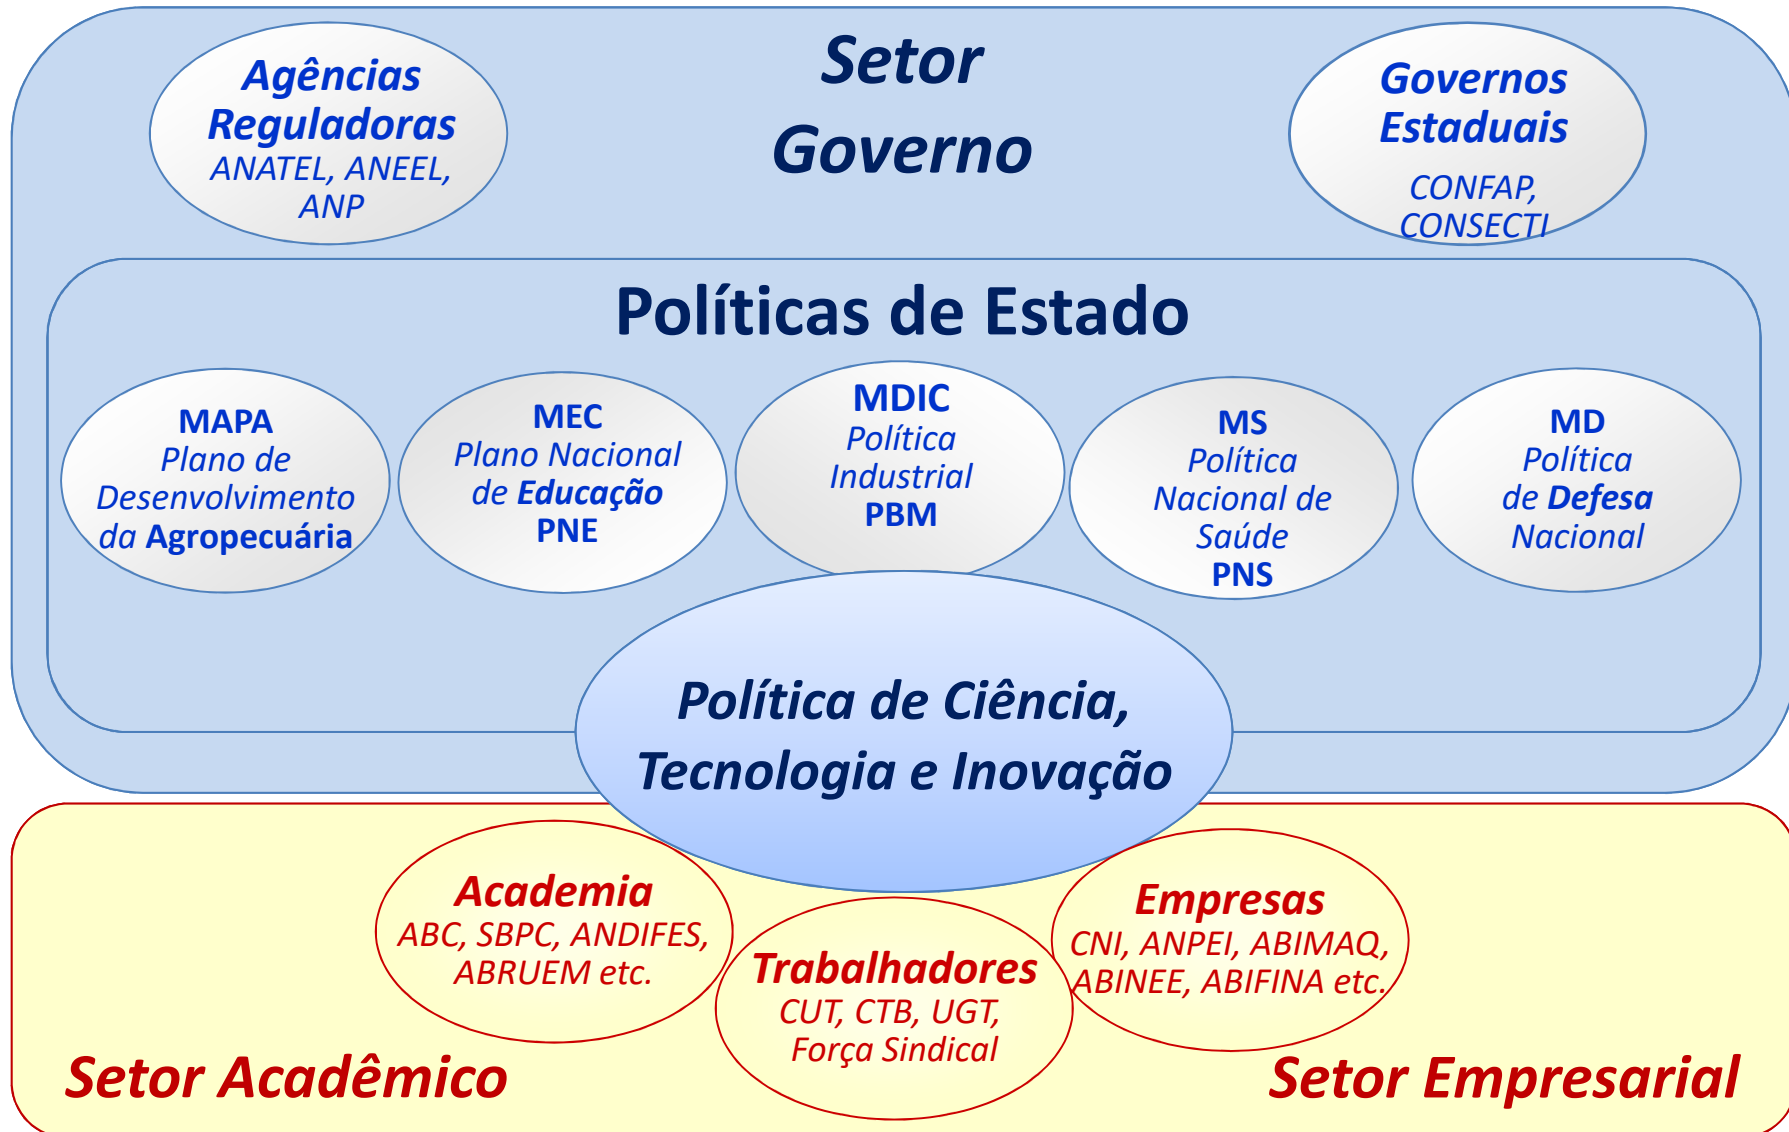 Setor
Governo
Agências
Reguladoras
ANATEL, ANEEL,
ANP
Governos
Estaduais
CONFAP,
CONSECTI
Políticas de Estado
MAPA
Plano de
Desenvolvimento
da Agropecuária
MEC
Plano Nacional
de Educação
PNE
MDIC
Política
Industrial
PBM
MS
Política
Nacional de
Saúde
PNS
MD
Política
de Defesa
Nacional
Política de Ciência,
Tecnologia e Inovação
Academia
ABC, SBPC, ANDIFES,
ABRUEM etc.
Trabalhadores
CUT, CTB, UGT,
Força Sindical
Empresas
CNI, ANPEI, ABIMAQ,
ABINEE, ABIFINA etc.
Setor Acadêmico
Setor Empresarial